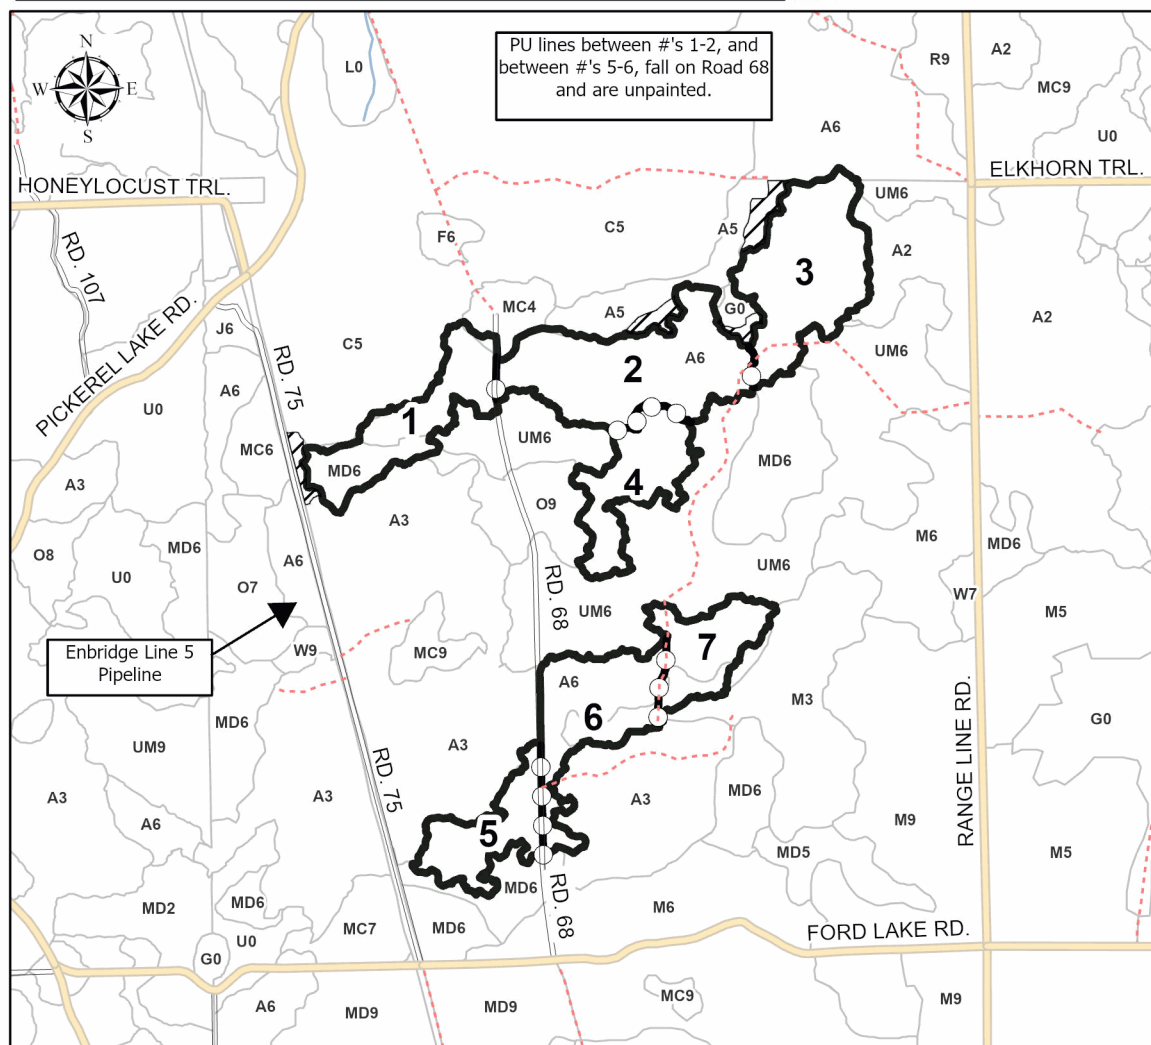 PU lines between #'s 1-2, and
between #'s 5-6, fall on Road 68
and are unpainted.
N
W E
S
L0
R9
A2
MC9
U0
A6
ELKHORN TRL.
HONEYLOCUST TRL.
UM6
F6
C5
A5
A2
RD. 107
3
MC4
A5
G0
A2
PICKEREL LAKE RD.
J6
C5
RD. 75
2
A6
UM6
A6
U0
1
MC6
MD6
UM6
MD6
A3
4
O9
A3
M6
O8
MD6
A6
MD6
U0
O7
UM6
W7
RD. 68
UM6
M5
Enbridge Line 5
Pipeline
W9
MC9
7
A6
M3
MD6
6
G0
UM9
A3
RD. 75
A3
A3
A3
MD6
RANGE LINE RD.
A6
5
M9
MD5
M5
MD6
MD2
MD6
RD. 68
M6
MC7
MD6
FORD LAKE RD.
U0
G0
A6
MD9
MD9
MC9
M9